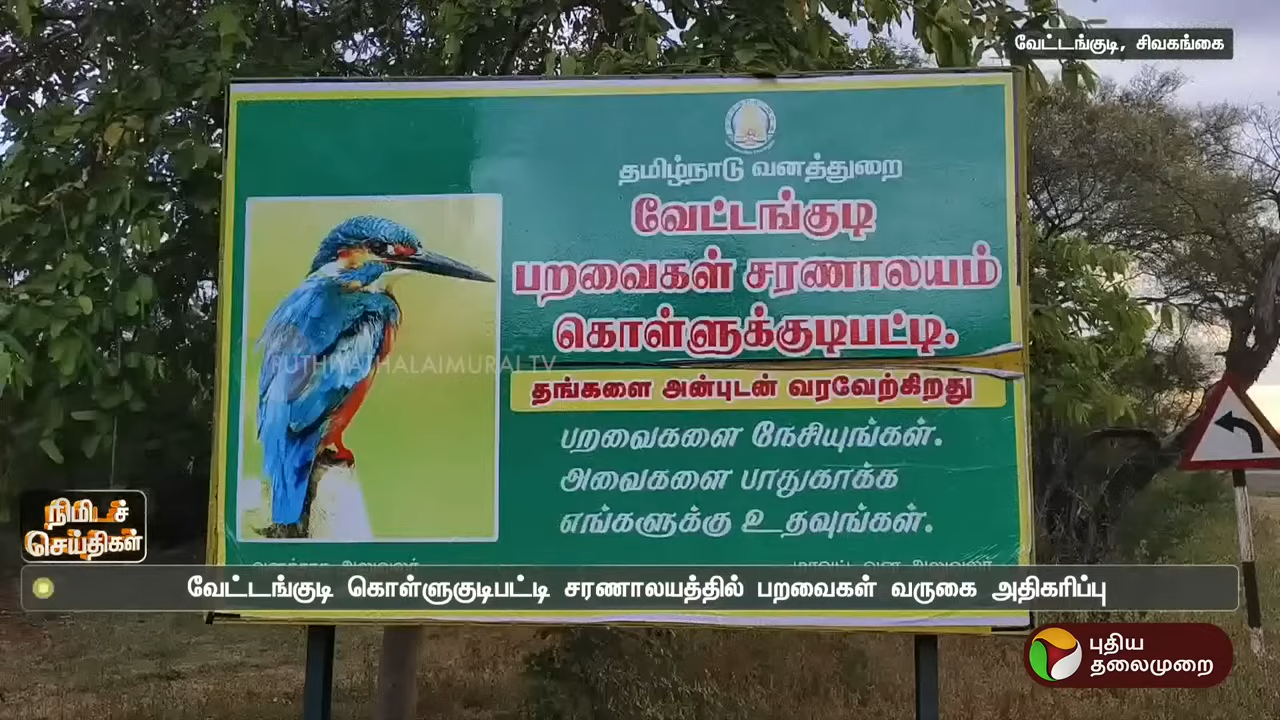 வேட்டங்குடி, சிவகங்கை
தமிழ்நாடு வனத்துறை
வேட்டங்குடி
பறவைகள் சரணாலயம்
கொள்ளுக்குடிபட்டி.
PUTHIYATHALAIMURAI TV
தங்களை அன்புடன் வரவேற்கிறது
பறவைகளை நேசியுங்கள்.
அவைகளை பாதுகாக்க
எங்களுக்கு உதவுங்கள்.
நிமிடச்
செய்திகள்
வேட்டங்குடி கொள்ளுகுடிபட்டி சரணாலயத்தில் பறவைகள் வருகை அதிகரிப்பு
புதிய
தலைமுறை